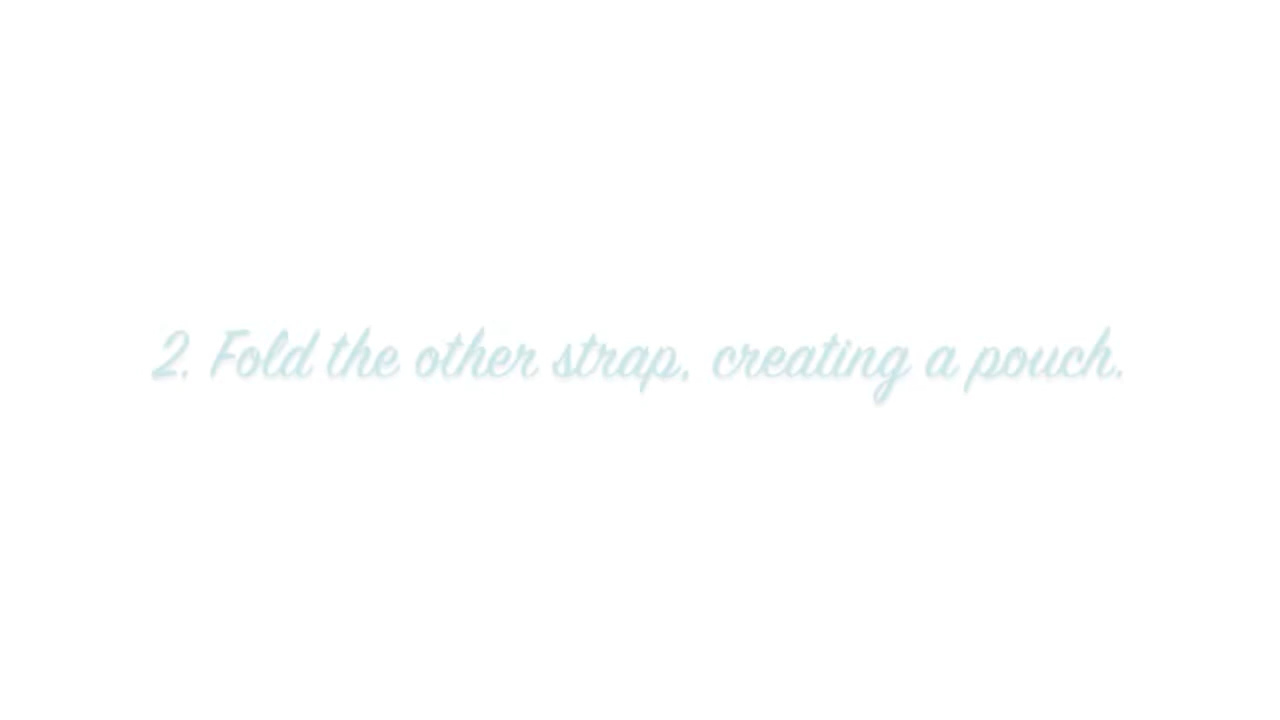 2. Fold the other strap, creating a pouch.